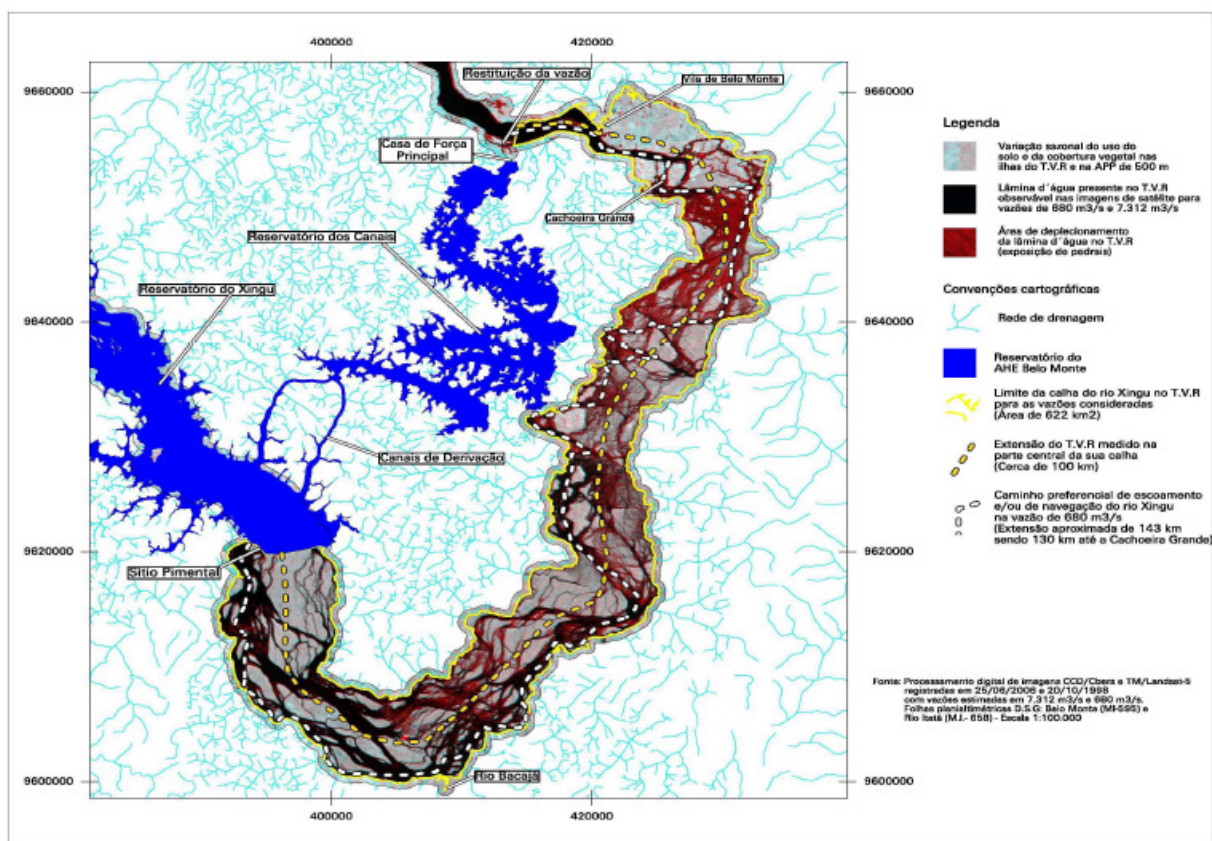 400000
420000
9660000
9660000
Restituição da vazão
Vila de Belo Monte
Casa de Força
Principal
Cachoeira Grande
Reservatório dos Canais
Reservatório do Xingu
9640000
9640000
Canais de Derivação
9620000
9620000
Sítio Pimental
9600000
9600000
Rio Bacajá
400000
420000
Legenda
Variação sazonal do uso do
solo e da cobertura vegetal nas
ilhas do T.V.R e na APP de 500 m
Lâmina d´água presente no T.V.R
observável nas imagens de satélite para
vazões de 680 m3/s e 7.312 m3/s
Área de deplecionamento
da lâmina d´água no T.V.R
(exposição de pedrais)
Convenções cartográficas
Rede de drenagem
Reservatório do
AHE Belo Monte
Limite da calha do rio Xingu no T.V.R
para as vazões consideradas
(Área de 622 km2)
Extensão do T.V.R medido na
parte central da sua calha
(Cerca de 100 km)
Caminho preferencial de escoamento
e/ou de navegação do rio Xingu
na vazão de 680 m3/s
(Extensão aproximada de 143 km
sendo 130 km até a Cachoeira Grande)
Fonte: Processamento digital de imagens CCD/Cbers e TM/Landsat-5
registradas em 25/06/2006 e 20/10/1998
com vazões estimadas em 7.312 m3/s e 680 m3/s.
Folhas planialtimétricas D.S.G: Belo Monte (MI-595) e
Rio Itatá (M.I.- 658) - Escala 1:100.000